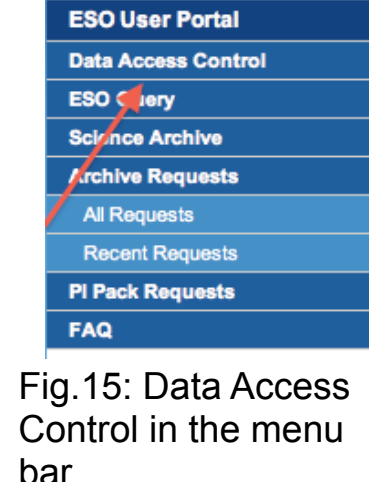 ESO User Portal
Data Access Control
ESO Query
Science Archive
Archive Requests
All Requests
Recent Requests
PI Pack Requests
FAQ
Fig.15: Data Access
Control in the menu
bar